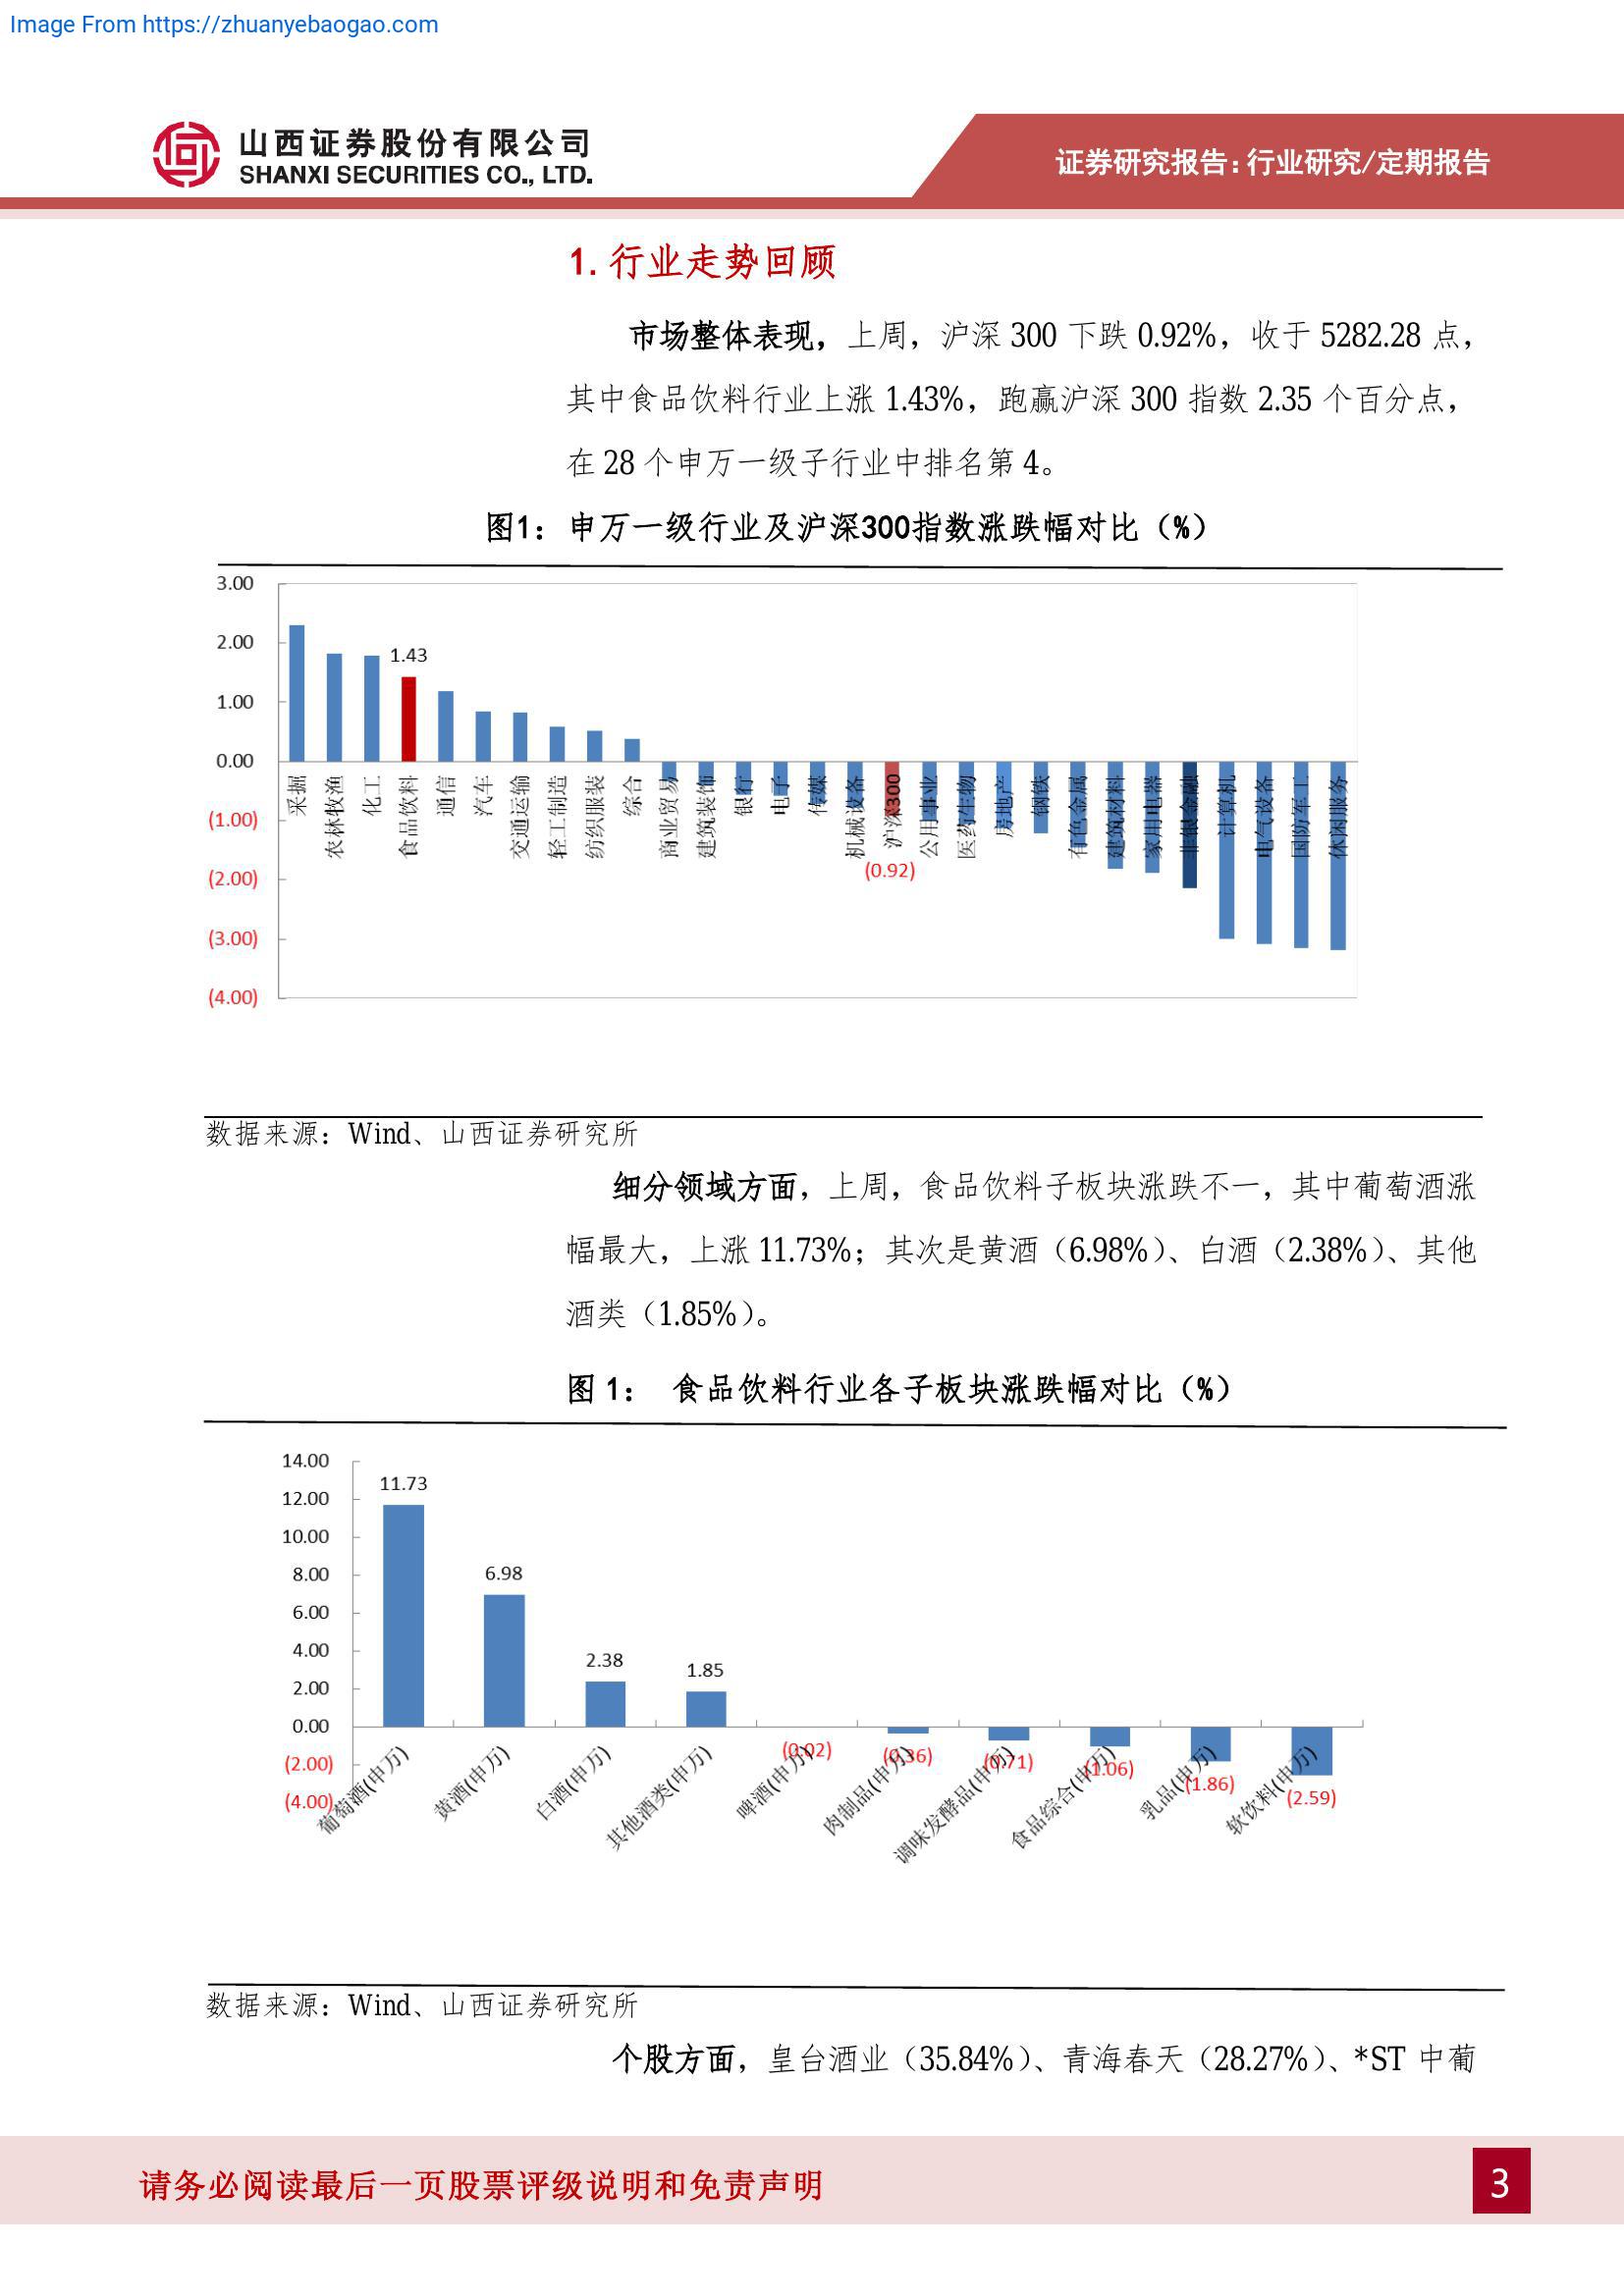 Image From https://zhuanyebaogao.com
山西证券股份有限公司
SHANXI SECURITIES CO., LTD.
证券研究报告:行业研究/定期报告
1.行业走势回顾
市场整体表现，上周，沪深 300 下跌 0.92%，收于 5282.28 点，
其中食品饮料行业上涨 1.43%，跑赢沪深 300 指数 2.35 个百分点，
在 28 个申万一级子行业中排名第 4。
图1：申万一级行业及沪深300指数涨跌幅对比（%）
3.00
2.00
1.00
0.00
(1.00)
(2.00)
(3.00)
(4.00)
1.43
(0.92)
采掘
农林牧渔
化工
食品饮料
通信
汽车
交通运输
轻工制造
纺织服装
综合
商业贸易
建筑装饰
银行
电子
传媒
机械设备
沪深300
公用事业
医药生物
房地产
钢铁
有色金属
建筑材料
家用电器
非银金融
计算机
电气设备
国防军工
休闲服务
数据来源：Wind、山西证券研究所
细分领域方面，上周，食品饮料子板块涨跌不一，其中葡萄酒涨
幅最大，上涨 11.73%；其次是黄酒（6.98%）、白酒（2.38%）、其他
酒类（1.85%）。
图 1： 食品饮料行业各子板块涨跌幅对比（%）
14.00
12.00
10.00
8.00
6.00
4.00
2.00
0.00
(2.00)
(4.00)
11.73
6.98
2.38
1.85
(0.02)
(0.36)
(0.71)
(1.06)
(1.86)
(2.59)
葡萄酒(申万)
黄酒(申万)
白酒(申万)
其他酒类(申万)
啤酒(申万)
肉制品(申万)
调味发酵品(申万)
食品综合(申万)
乳品(申万)
软饮料(申万)
数据来源：Wind、山西证券研究所
个股方面，皇台酒业（35.84%）、青海春天（28.27%）、*ST 中葡
请务必阅读最后一页股票评级说明和免责声明
3